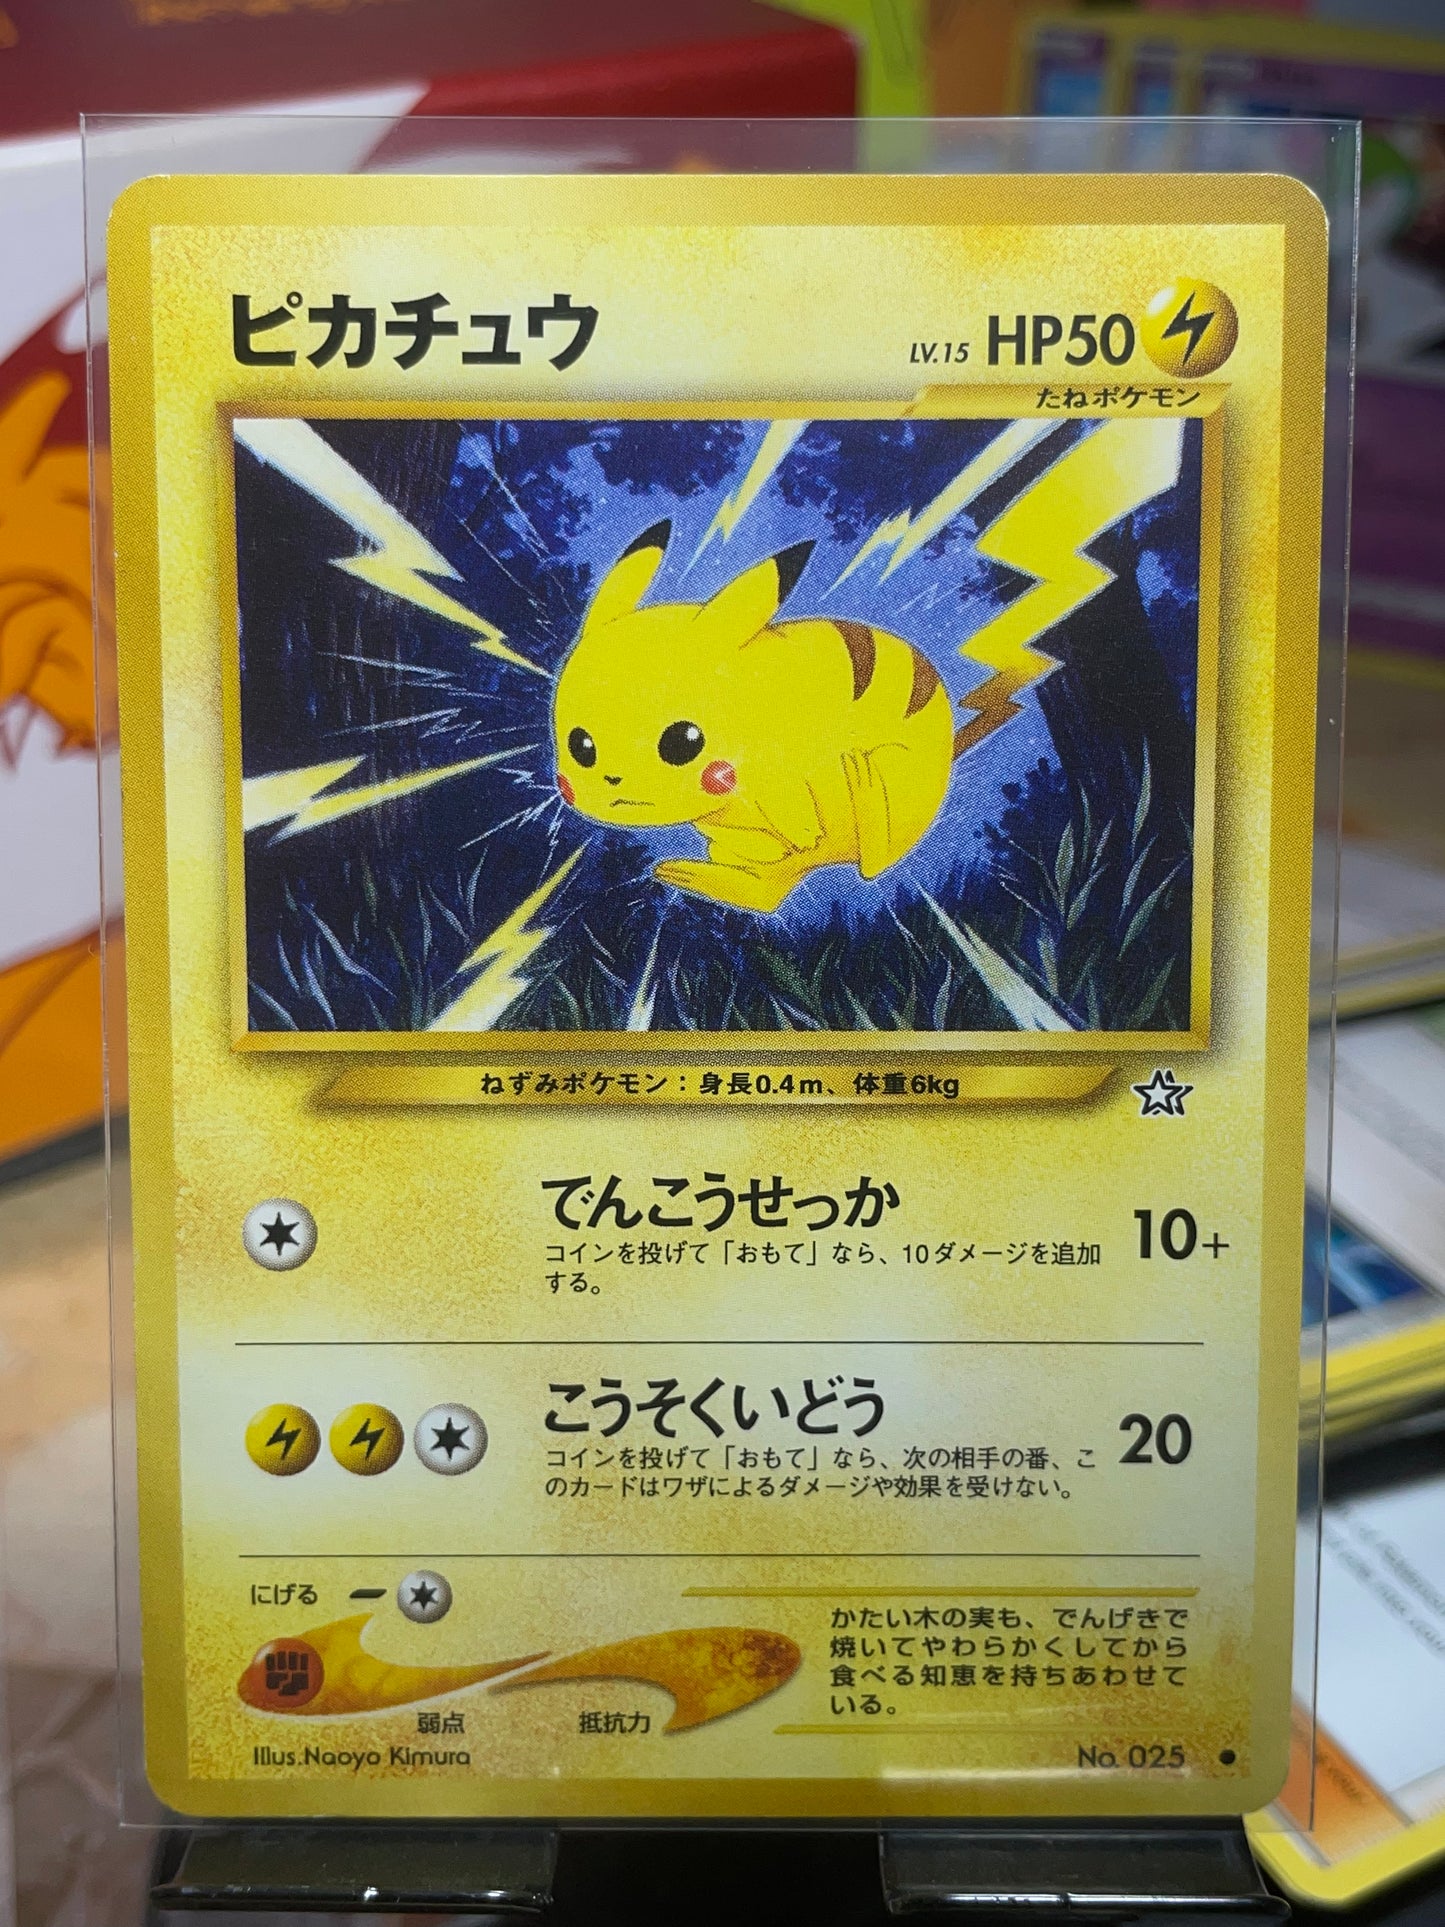 ピカチュウ
LV.15 HP50
たねポケモン
ねずみポケモン：身長0.4m、体重6kg
でんこうせっか
10+
コインを投げて「おもて」なら、10ダメージを追加
する。
こうそくいどう
20
コインを投げて「おもて」なら、次の相手の番、こ
のカードはワザによるダメージや効果を受けない。
にげる
弱点
抵抗力
かたい木の実も、でんげきで
焼いてやわらかくしてから
食べる知恵を持ちあわせて
いる。
Illus.Naoyo Kimura
No. 025